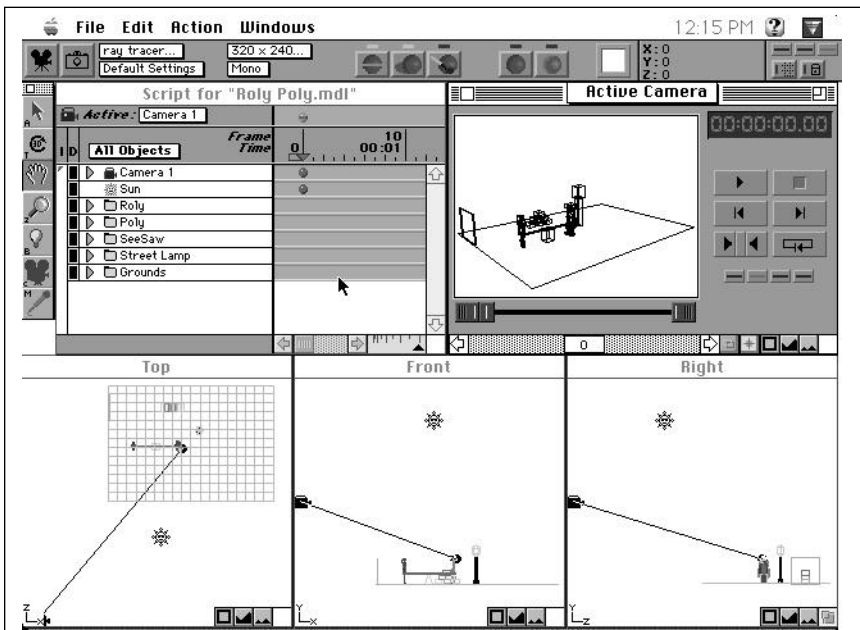 File Edit Action Windows 12:15 PM
ray tracer... 320 × 240...
Default Settings Mono
X: 0
Y: 0
Z: 0
Script for "Roly Poly.mdl"
Active: Camera 1
Frame 10
Time 0 00:01
I D All Objects
Camera 1
Sun
Roly
Poly
SeeSaw
Street Lamp
Grounds
A
T
Z
B
C
M
Active Camera
00:00:00.00
0
Top
Front
Right
Z
X
Y
X
Y
Z